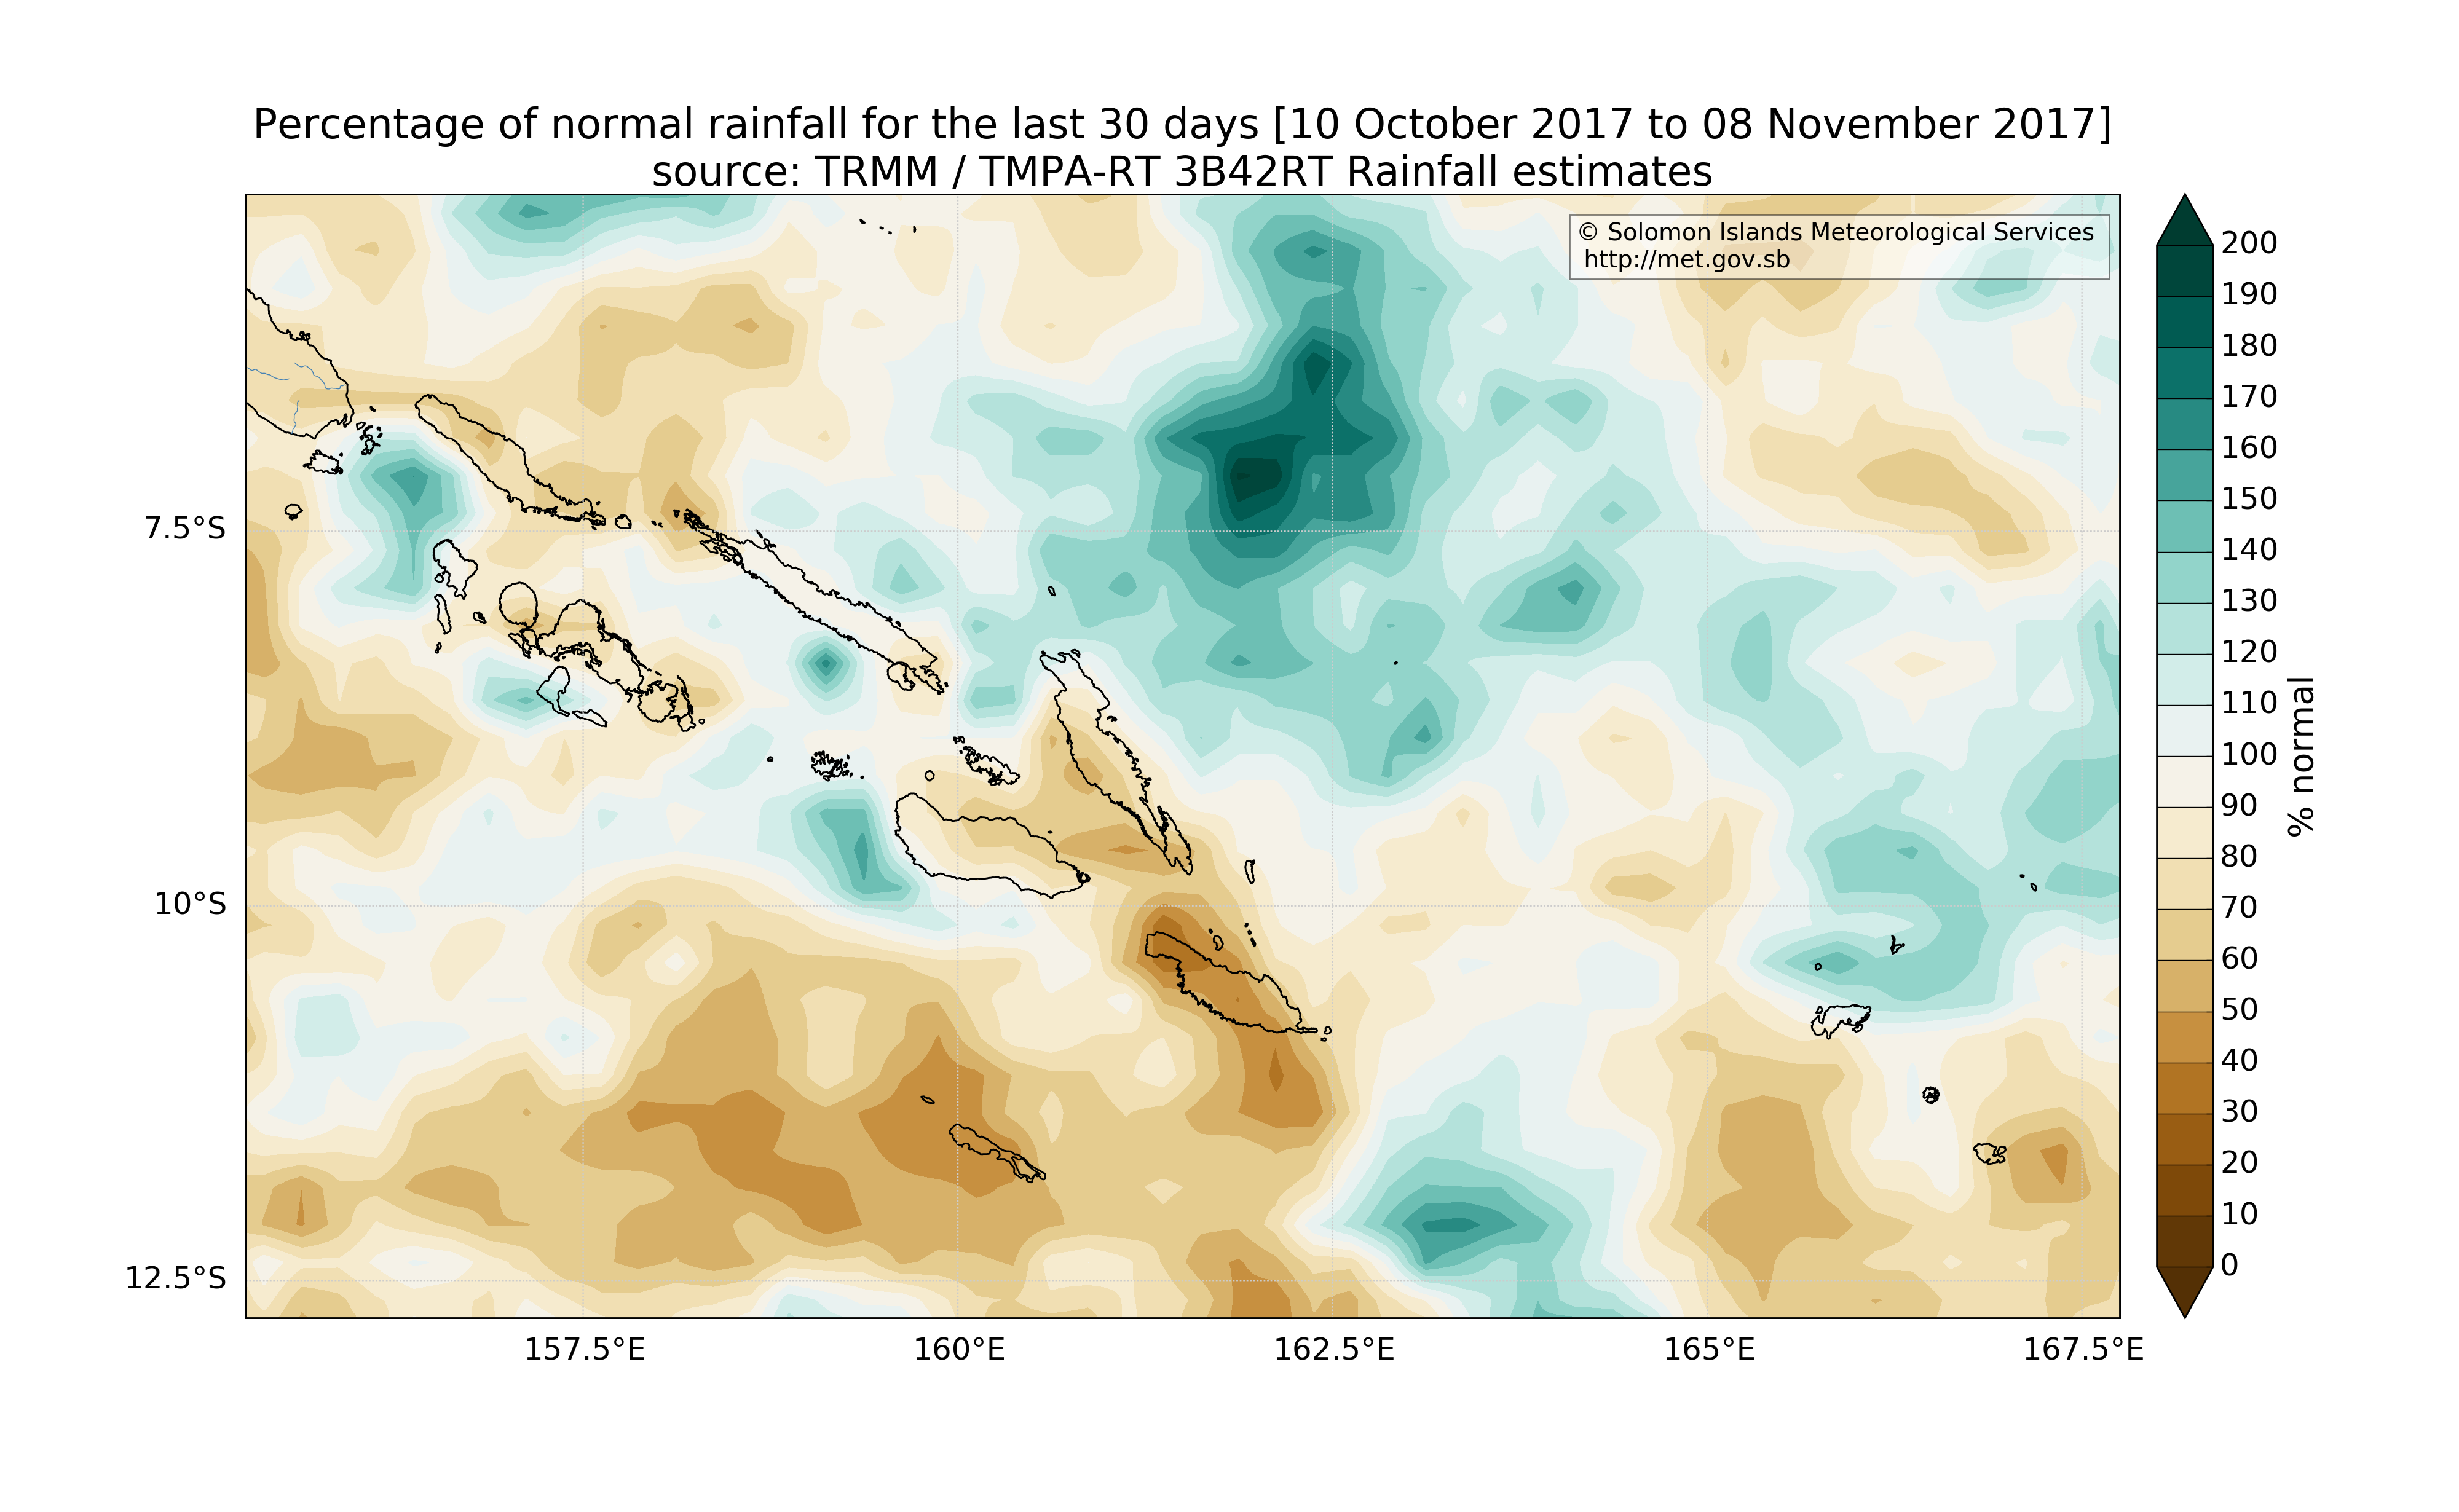 Percentage of normal rainfall for the last 30 days [10 October 2017 to 08 November 2017]
source: TRMM / TMPA-RT 3B42RT Rainfall estimates
© Solomon Islands Meteorological Services
http://met.gov.sb
7.5°S
10°S
12.5°S
157.5°E
160°E
162.5°E
165°E
167.5°E
200
190
180
170
160
150
140
130
120
110
100
90
80
70
60
50
40
30
20
10
0
% normal